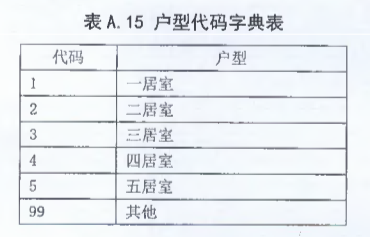 表 A.15 户型代码字典表
代码 户型
1 一居室
2 二居室
3 三居室
4 四居室
5 五居室
99 其他